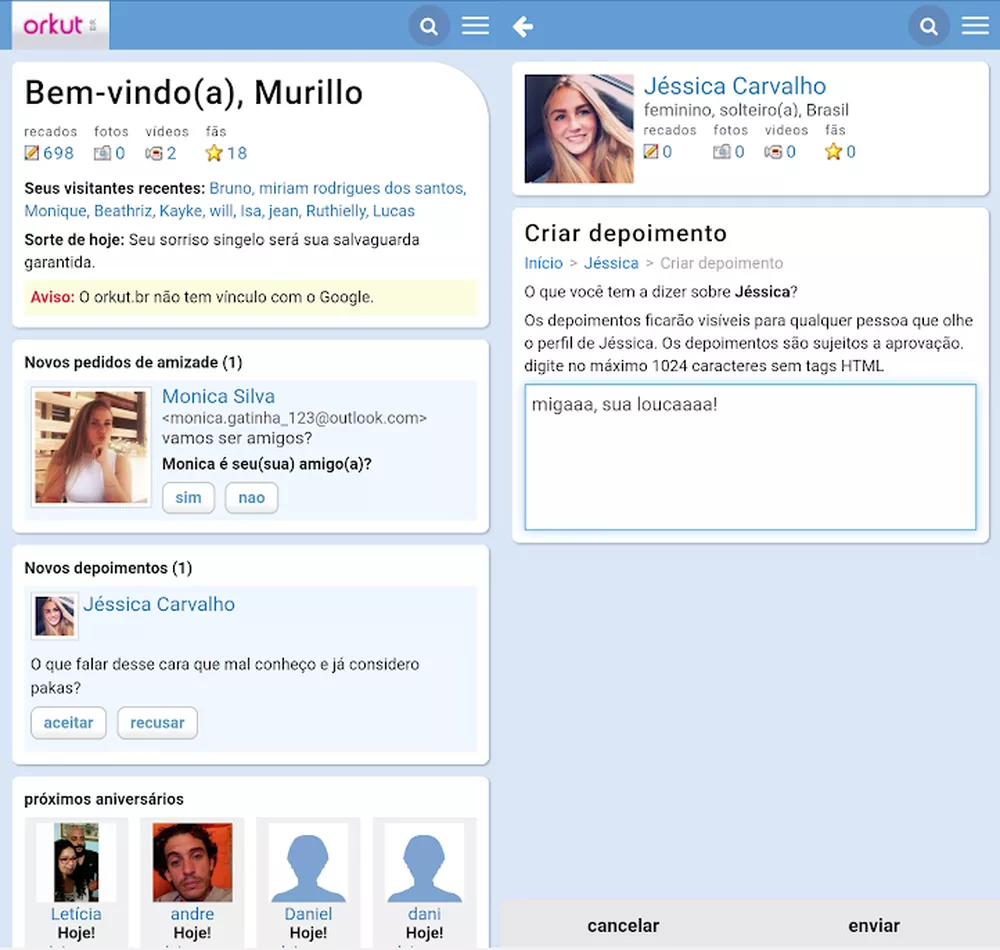 orkut BR
Bem-vindo(a), Murillo
recados fotos vídeos fãs
698 0 2 18
Seus visitantes recentes: Bruno, miriam rodrigues dos santos,
Monique, Beathriz, Kayke, will, Isa, jean, Ruthielly, Lucas
Sorte de hoje: Seu sorriso singelo será sua salvaguarda
garantida.
Aviso: O orkut.br não tem vínculo com o Google.
Novos pedidos de amizade (1)
Monica Silva
<monica.gatinha_123@outlook.com>
vamos ser amigos?
Monica é seu(sua) amigo(a)?
sim nao
Novos depoimentos (1)
Jéssica Carvalho
O que falar desse cara que mal conheço e já considero
pakas?
aceitar recusar
próximos aniversários
Letícia andre Daniel dani
Hoje! Hoje! Hoje! Hoje!
Jéssica Carvalho
feminino, solteiro(a), Brasil
recados fotos videos fãs
0 0 0 0
Criar depoimento
Início > Jéssica > Criar depoimento
O que você tem a dizer sobre Jéssica?
Os depoimentos ficarão visíveis para qualquer pessoa que olhe
o perfil de Jéssica. Os depoimentos são sujeitos a aprovação.
digite no máximo 1024 caracteres sem tags HTML
migaaa, sua loucaaaa!
cancelar enviar